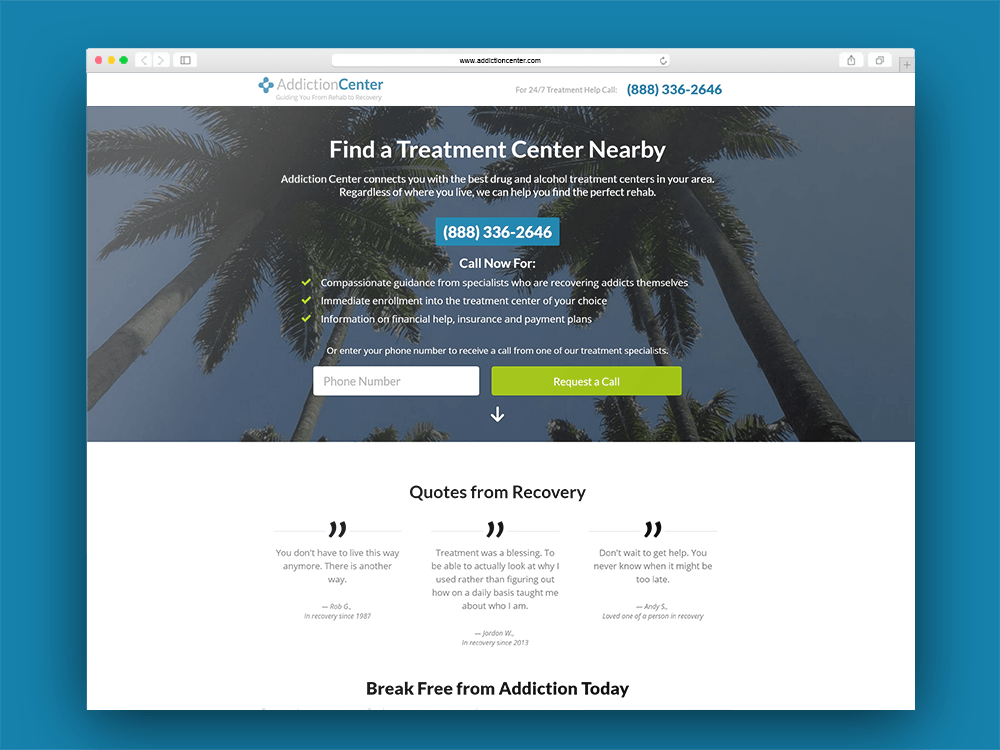 www.addictioncenter.com
AddictionCenter
Guiding You From Rehab to Recovery
For 24/7 Treatment Help Call: (888) 336-2646
Find a Treatment Center Nearby
Addiction Center connects you with the best drug and alcohol treatment centers in your area.
Regardless of where you live, we can help you find the perfect rehab.
(888) 336-2646
Call Now For:
Compassionate guidance from specialists who are recovering addicts themselves
Immediate enrollment into the treatment center of your choice
Information on financial help, insurance and payment plans
Or enter your phone number to receive a call from one of our treatment specialists.
Phone Number
Request a Call
Quotes from Recovery
”
You don't have to live this way
anymore. There is another
way.
— Rob G.,
In recovery since 1987
”
Treatment was a blessing. To
be able to actually look at why I
used rather than figuring out
how on a daily basis taught me
about who I am.
— Jordon W.,
In recovery since 2013
”
Don't wait to get help. You
never know when it might be
too late.
— Andy S.,
Loved one of a person in recovery
Break Free from Addiction Today